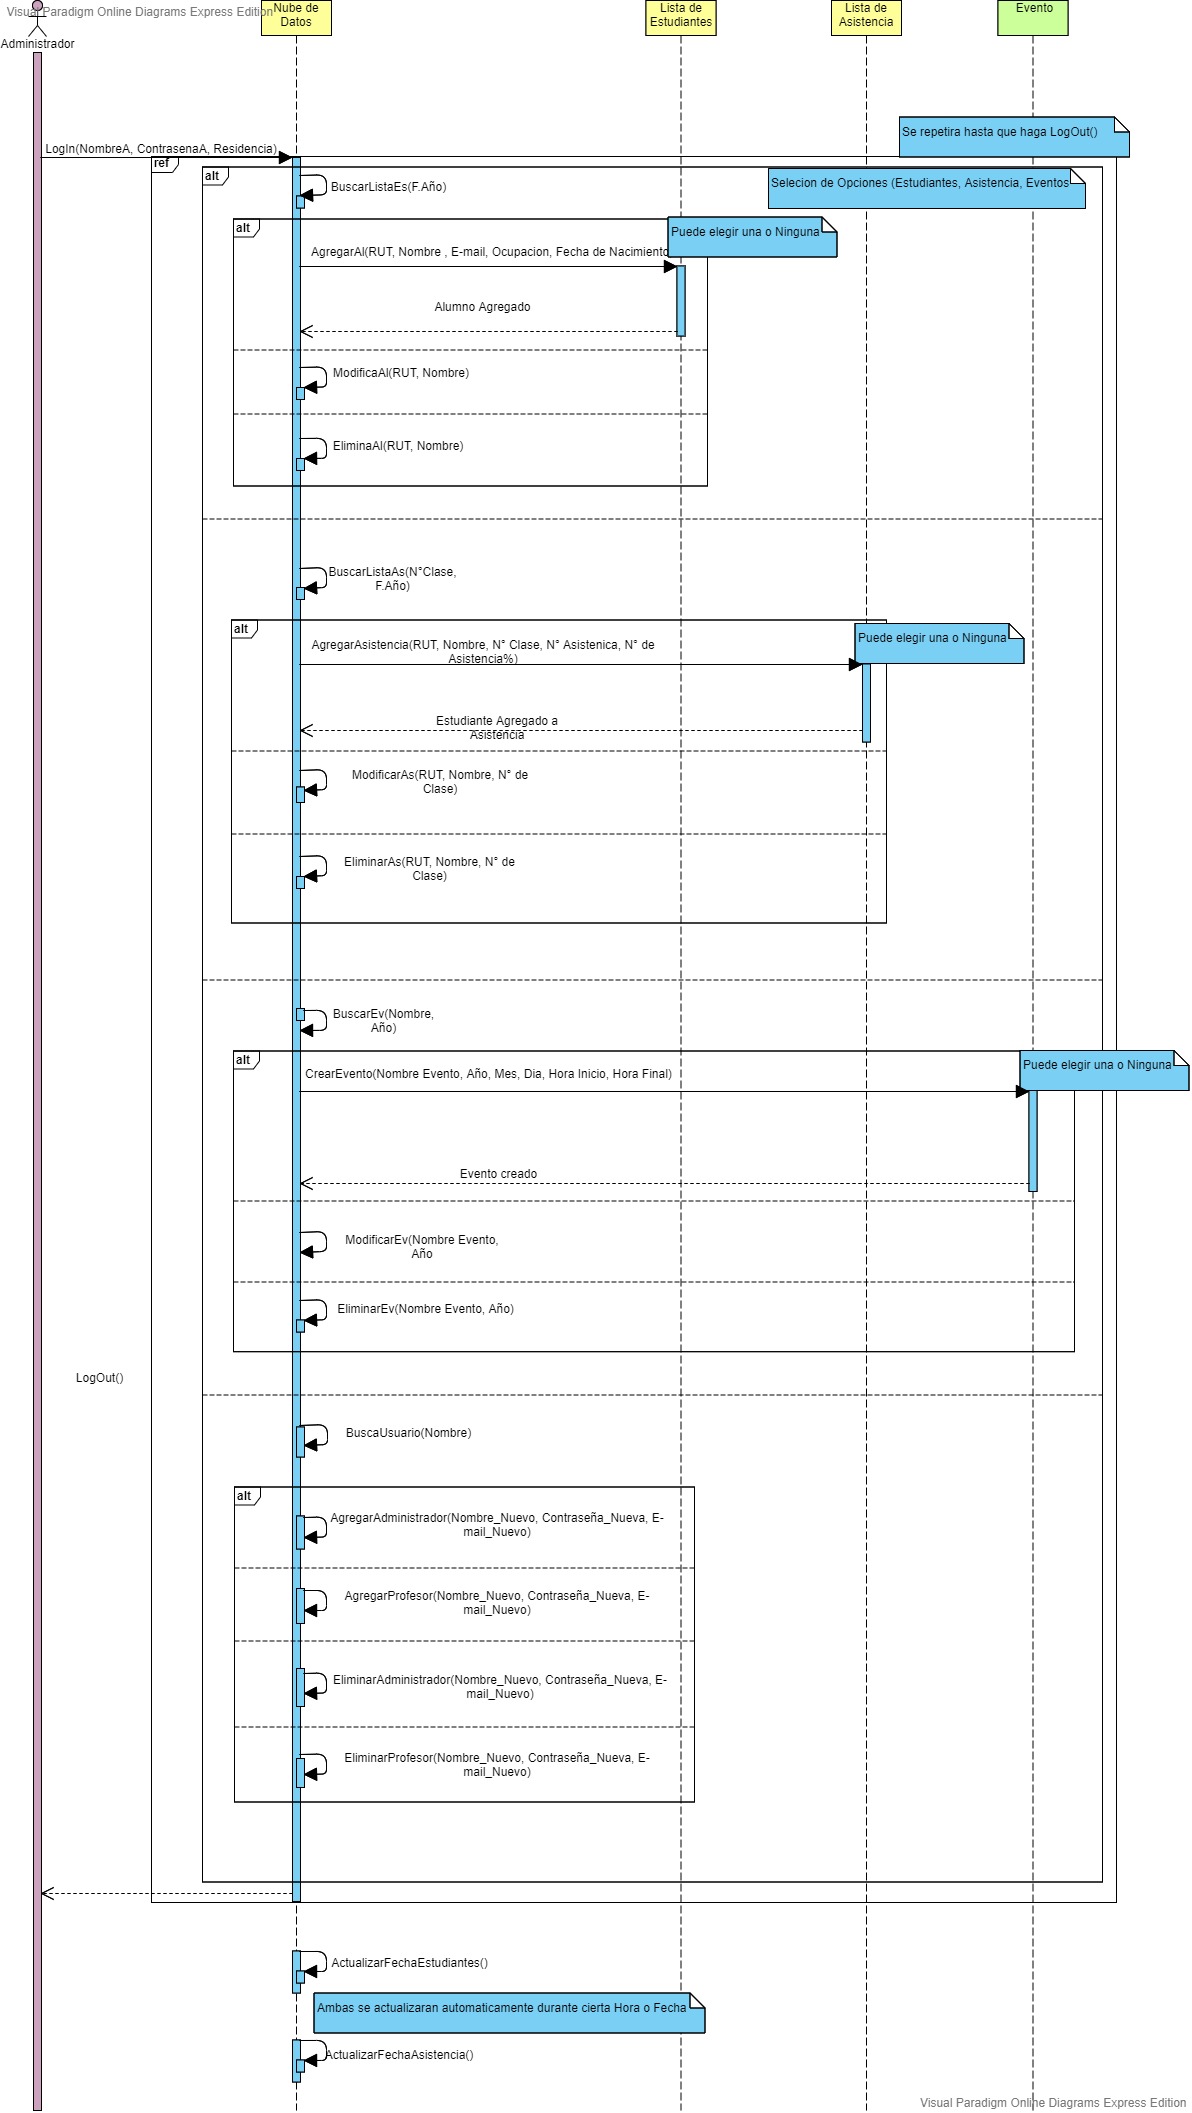 Visual Paradigm Online Diagrams Express Edition
Administrador
Nube de
Datos
Lista de
Estudiantes
Lista de
Asistencia
Evento
Se repetira hasta que haga LogOut()
LogIn(NombreA, ContrasenaA, Residencia)
ref
alt
BuscarListaEs(F.Año)
Selecion de Opciones (Estudiantes, Asistencia, Eventos
alt
Puede elegir una o Ninguna
AgregarAl(RUT, Nombre , E-mail, Ocupacion, Fecha de Nacimiento
Alumno Agregado
ModificaAl(RUT, Nombre)
EliminaAl(RUT, Nombre)
BuscarListaAs(N°Clase,
F.Año)
alt
Puede elegir una o Ninguna
AgregarAsistencia(RUT, Nombre, N° Clase, N° Asistenica, N° de
Asistencia%)
Estudiante Agregado a
Asistencia
ModificarAs(RUT, Nombre, N° de
Clase)
EliminarAs(RUT, Nombre, N° de
Clase)
BuscarEv(Nombre,
Año)
alt
Puede elegir una o Ninguna
CrearEvento(Nombre Evento, Año, Mes, Dia, Hora Inicio, Hora Final)
Evento creado
ModificarEv(Nombre Evento,
Año
EliminarEv(Nombre Evento, Año)
LogOut()
BuscaUsuario(Nombre)
alt
AgregarAdministrador(Nombre_Nuevo, Contraseña_Nueva, E-
mail_Nuevo)
AgregarProfesor(Nombre_Nuevo, Contraseña_Nueva, E-
mail_Nuevo)
EliminarAdministrador(Nombre_Nuevo, Contraseña_Nueva, E-
mail_Nuevo)
EliminarProfesor(Nombre_Nuevo, Contraseña_Nueva, E-
mail_Nuevo)
ActualizarFechaEstudiantes()
Ambas se actualizaran automaticamente durante cierta Hora o Fecha
ActualizarFechaAsistencia()
Visual Paradigm Online Diagrams Express Edition